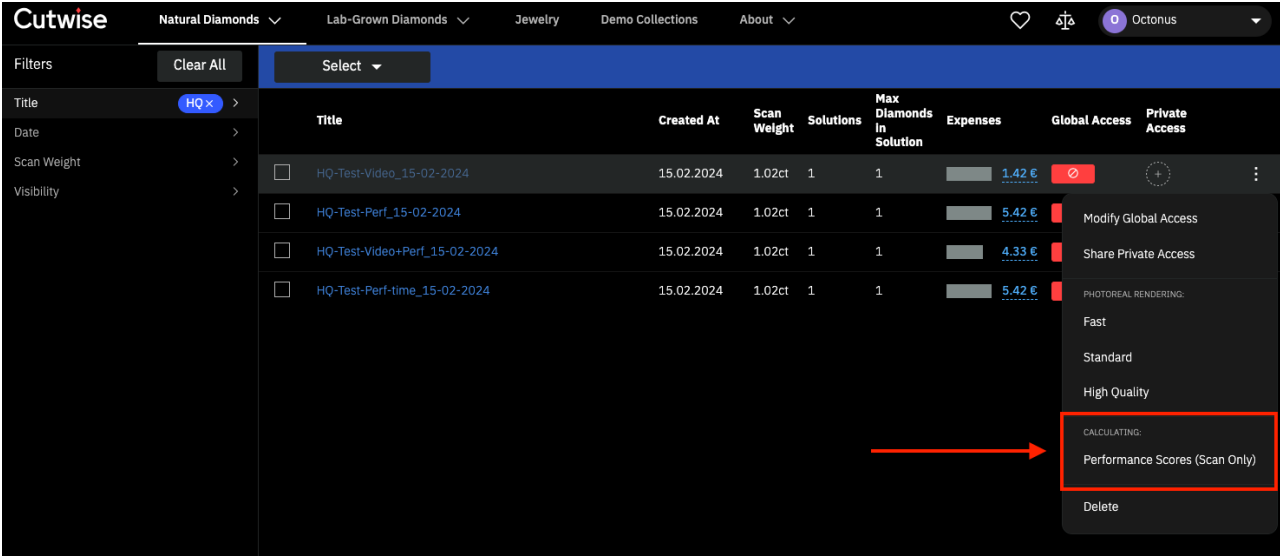 Cutwise
Natural Diamonds
Lab-Grown Diamonds
Jewelry
Demo Collections
About
O
Octonus
Filters
Clear All
Select
Title
HQ ×
Date
Scan Weight
Visibility
Title
Created At
Scan
Weight
Solutions
Max
Diamonds
In
Solution
Expenses
Global Access
Private
Access
HQ-Test-Video_15-02-2024 15.02.2024 1.02ct 1 1 1.42 €
HQ-Test-Perf_15-02-2024 15.02.2024 1.02ct 1 1 5.42 €
HQ-Test-Video+Perf_15-02-2024 15.02.2024 1.02ct 1 1 4.33 €
HQ-Test-Perf-time_15-02-2024 15.02.2024 1.02ct 1 1 5.42 €
Modify Global Access
Share Private Access
PHOTOREAL RENDERING:
Fast
Standard
High Quality
CALCULATING:
Performance Scores (Scan Only)
Delete